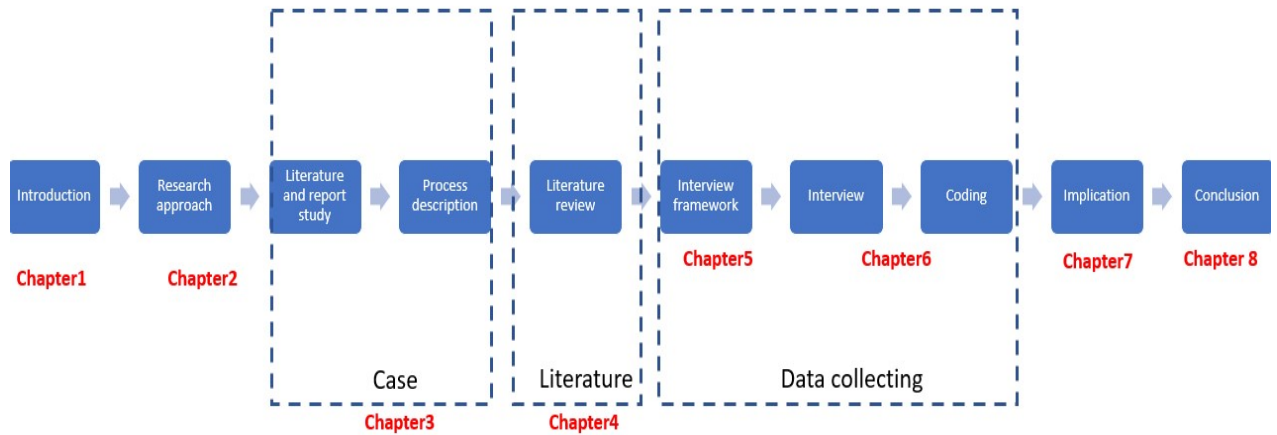 Introduction
Research
approach
Literature
and report
study
Process
description
Literature
review
Interview
framework
Interview
Coding
Implication
Conclusion
Chapter1
Chapter2
Chapter5
Chapter6
Chapter7
Chapter 8
Case
Literature
Data collecting
Chapter3
Chapter4